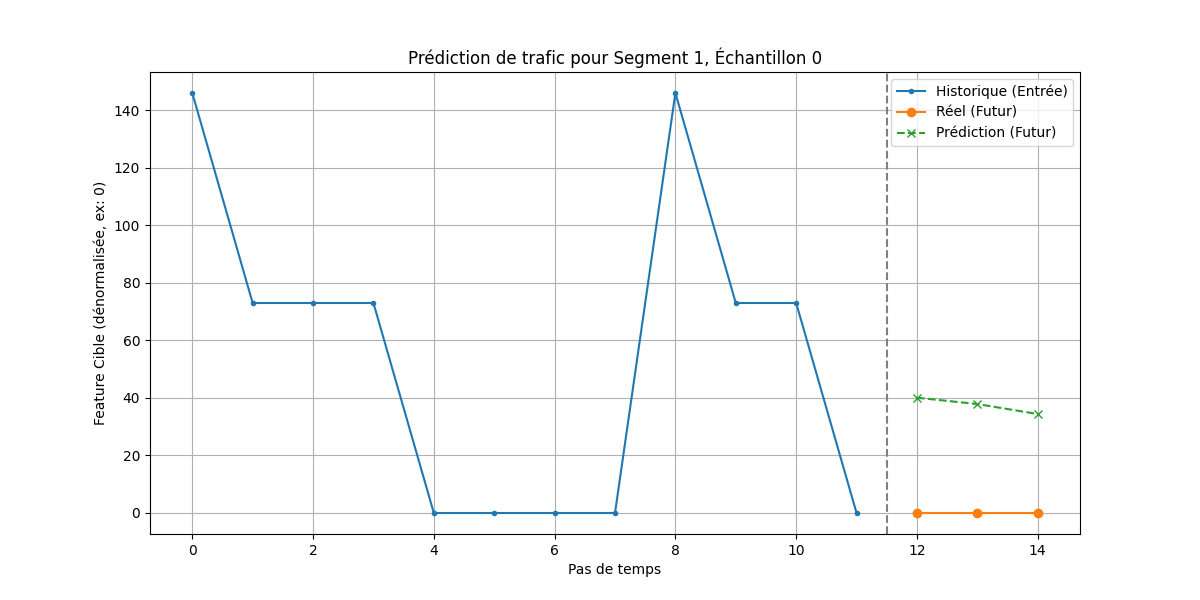 Prédiction de trafic pour Segment 1, Échantillon 0
Historique (Entrée)
Réel (Futur)
Prédiction (Futur)
Feature Cible (dénormalisée, ex: 0)
140
120
100
80
60
40
20
0
0 2 4 6 8 10 12 14
Pas de temps